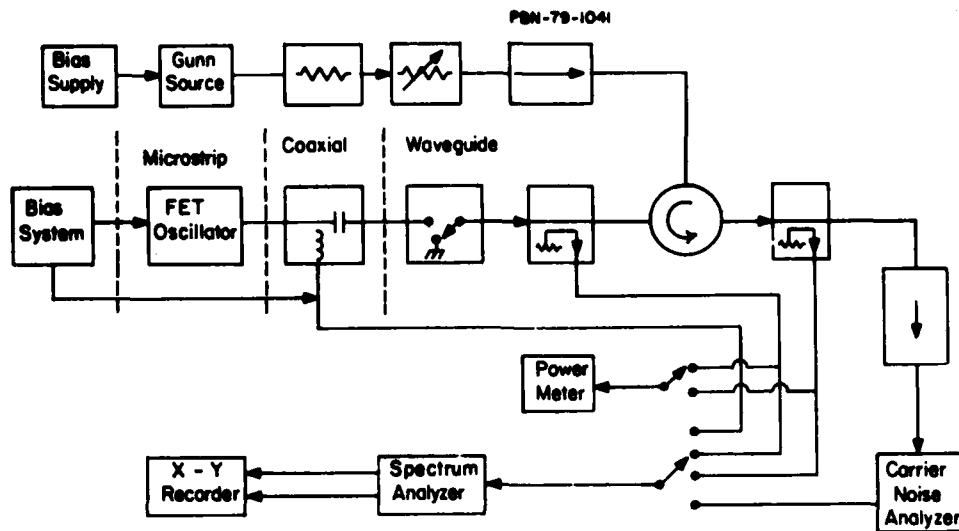 PBN-79-1041
Bias
Supply
Gunn
Source
Microstrip
Coaxial
Waveguide
Bias
System
FET
Oscillator
Power
Meter
X - Y
Recorder
Spectrum
Analyzer
Carrier
Noise
Analyzer